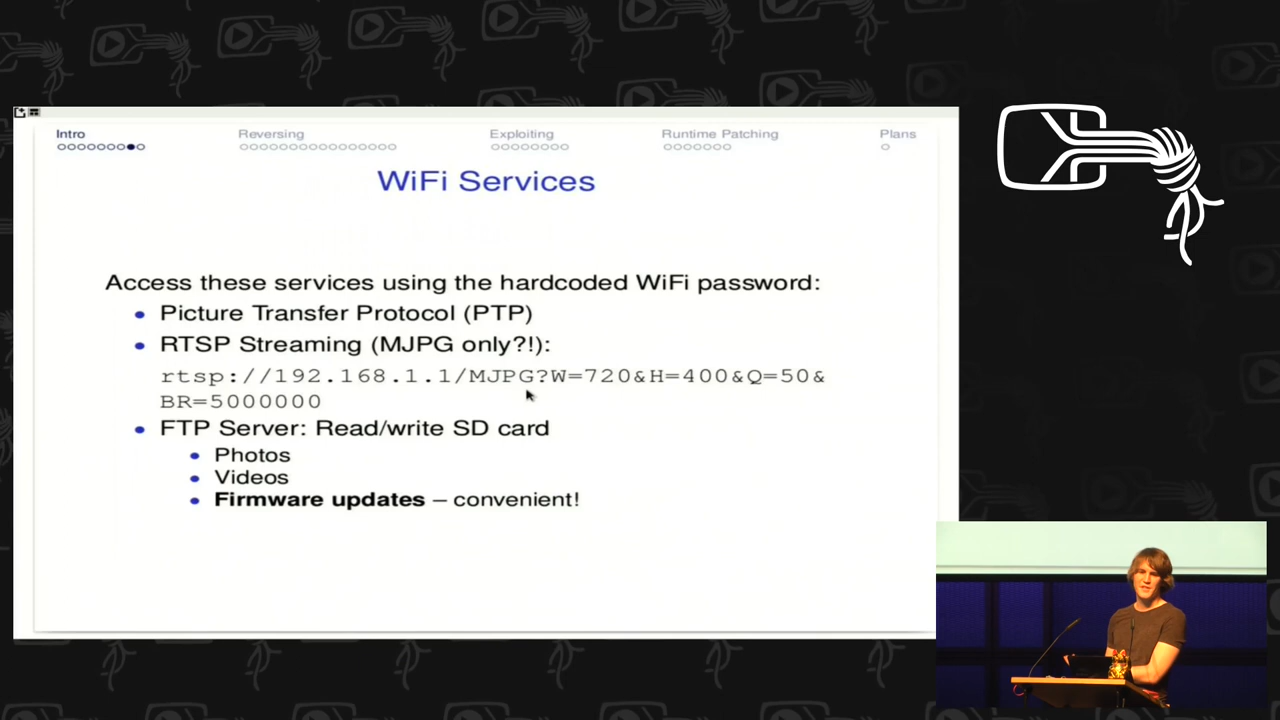 Intro
Reversing
Exploiting
Runtime Patching
Plans
WiFi Services
Access these services using the hardcoded WiFi password:
Picture Transfer Protocol (PTP)
RTSP Streaming (MJPG only?!):
rtsp://192.168.1.1/MJPG?W=720&H=400&Q=50&
BR=5000000
FTP Server: Read/write SD card
Photos
Videos
Firmware updates – convenient!